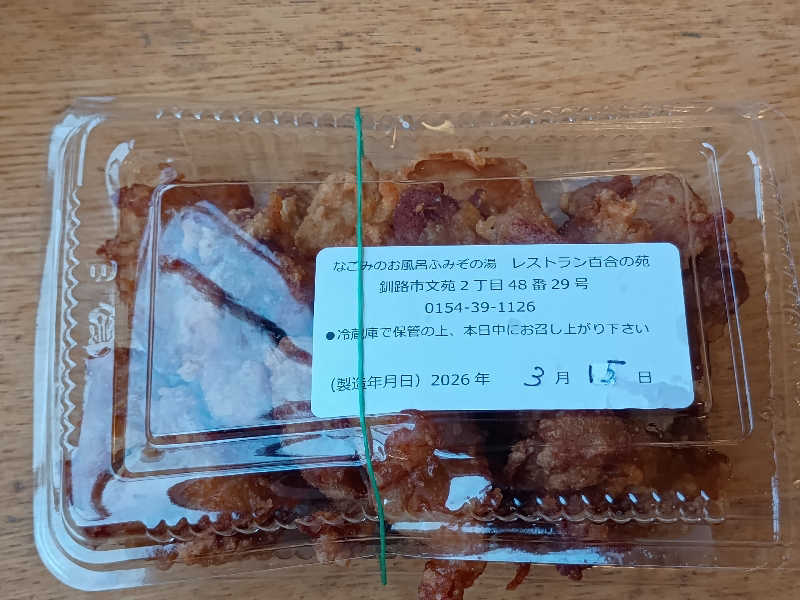 なごみのお風呂ふみぞの湯　レストラン百合の苑
釧路市文苑2丁目48番29号
0154-39-1126
●冷蔵庫で保管の上、本日中にお召し上がり下さい
(製造年月日) 2026年　3月　15日